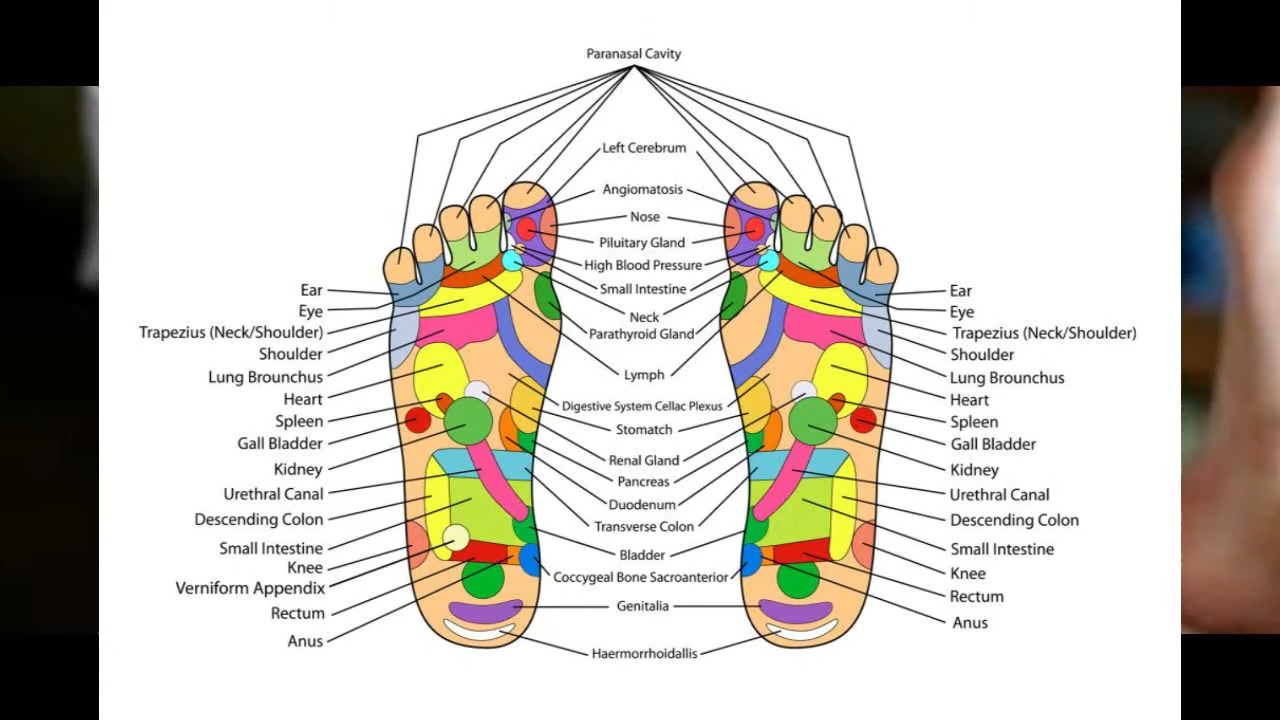 Paranasal Cavity
Left Cerebrum
Angiomatosis
Nose
Piluitary Gland
High Blood Pressure
Small Intestine
Neck
Parathyroid Gland
Lymph
Digestive System Cellac Plexus
Stomatch
Renal Gland
Pancreas
Duodenum
Transverse Colon
Bladder
Coccygeal Bone Sacroanterior
Genitalia
Haemorrhoidallis
Ear
Eye
Trapezius (Neck/Shoulder)
Shoulder
Lung Brounchus
Heart
Spleen
Gall Bladder
Kidney
Urethral Canal
Descending Colon
Small Intestine
Knee
Verniform Appendix
Rectum
Anus
Ear
Eye
Trapezius (Neck/Shoulder)
Shoulder
Lung Brounchus
Heart
Spleen
Gall Bladder
Kidney
Urethral Canal
Descending Colon
Small Intestine
Knee
Rectum
Anus